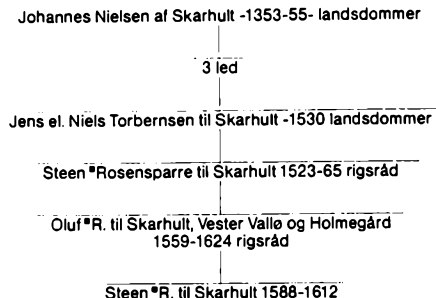 Johannes Nielsen af Skarhult -1353-55- landsdommer
3 led
Jens el. Niels Torbernsen til Skarhult -1530 landsdommer
Steen *Rosensparre til Skarhult 1523-65 rigsråd
Oluf *R. til Skarhult, Vester Vallø og Holmegård
1559-1624 rigsråd
Steen *R. til Skarhult 1588-1612